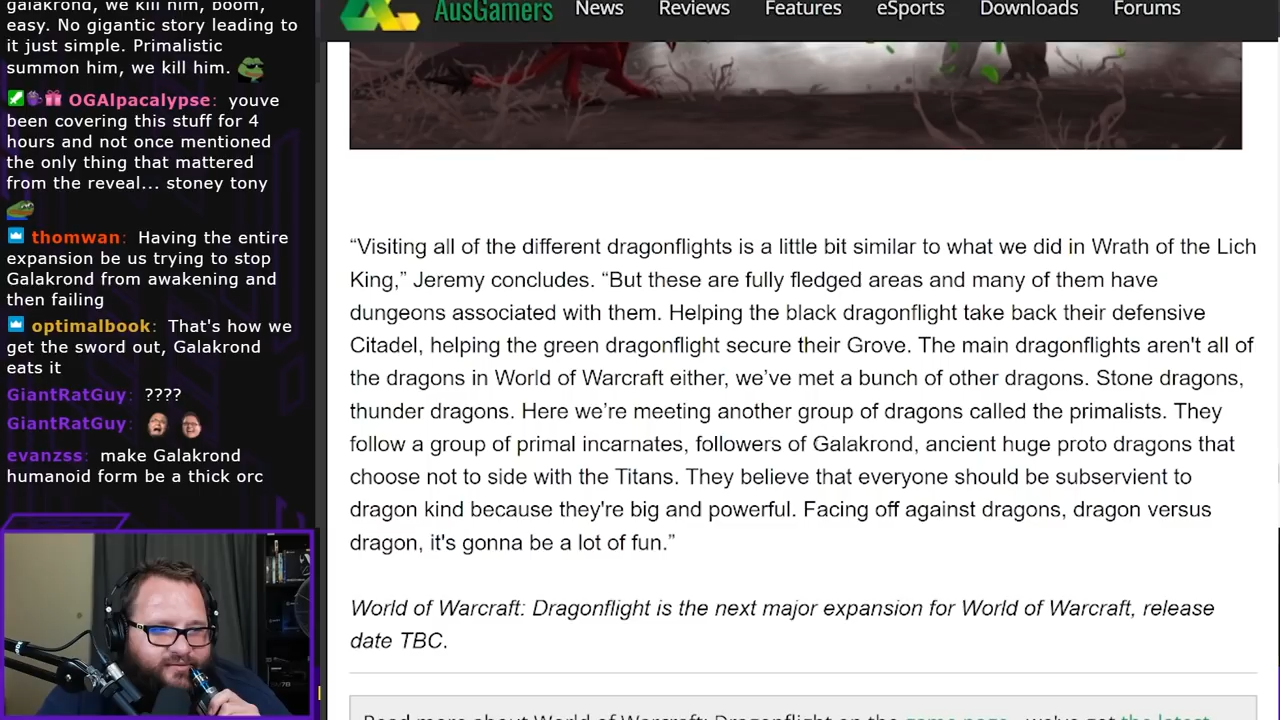 galakrond, we kill him, boom,
easy. No gigantic story leading to
it just simple. Primalistic
summon him, we kill him.
OGAlpacalypse: youve
been covering this stuff for 4
hours and not once mentioned
the only thing that mattered
from the reveal... stoney tony
thomwan: Having the entire
expansion be us trying to stop
Galakrond from awakening and
then failing
optimalbook: That's how we
get the sword out, Galakrond
eats it
GiantRatGuy: ????
GiantRatGuy:
evanzss: make Galakrond
humanoid form be a thick orc
AusGamers News Reviews Features eSports Downloads Forums
“Visiting all of the different dragonflights is a little bit similar to what we did in Wrath of the Lich
King,” Jeremy concludes. “But these are fully fledged areas and many of them have
dungeons associated with them. Helping the black dragonflight take back their defensive
Citadel, helping the green dragonflight secure their Grove. The main dragonflights aren't all of
the dragons in World of Warcraft either, we’ve met a bunch of other dragons. Stone dragons,
thunder dragons. Here we’re meeting another group of dragons called the primalists. They
follow a group of primal incarnates, followers of Galakrond, ancient huge proto dragons that
choose not to side with the Titans. They believe that everyone should be subservient to
dragon kind because they're big and powerful. Facing off against dragons, dragon versus
dragon, it's gonna be a lot of fun.”
World of Warcraft: Dragonflight is the next major expansion for World of Warcraft, release
date TBC.
Read more about World of Warcraft: Dragonflight on the game page - we've got the latest